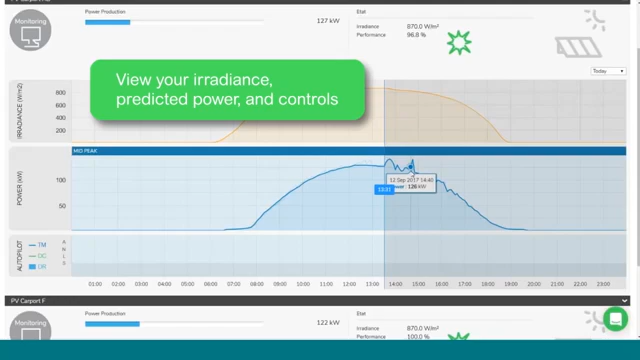 Monitoring
Power Production
127 kW
Etat
Irradiance 870.0 W/m2
Performance 96.8 %
Today
View your irradiance,
predicted power, and controls
IRRADIANCE (W/m2)
800
600
400
200
MID PEAK
POWER (kW)
100
50
12 Sep 2017 14:40
Power : 126 kW
13:31
AUTOPILOT
TM
DC
DR
01:00 02:00 03:00 04:00 05:00 06:00 07:00 08:00 09:00 10:00 11:00 12:00 13:00 14:00 15:00 16:00 17:00 18:00 19:00 20:00 21:00 22:00 23:00
PV Carport F
Monitoring
Power Production
122 kW
Etat
Irradiance 870.0 W/m2
Performance 100.0 %